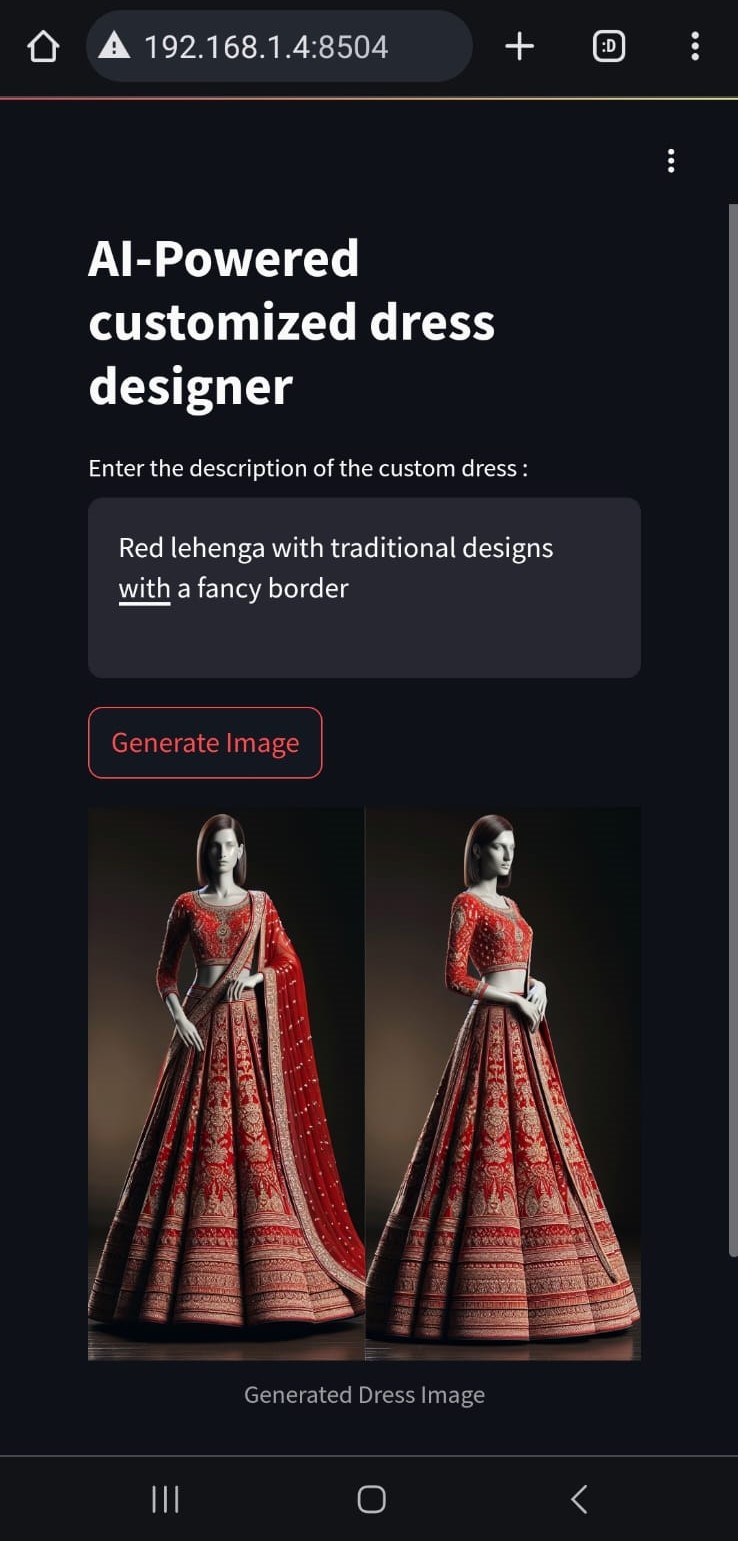 192.168.1.4:8504
:D
AI-Powered
customized dress
designer
Enter the description of the custom dress :
Red lehenga with traditional designs
with a fancy border
Generate Image
Generated Dress Image